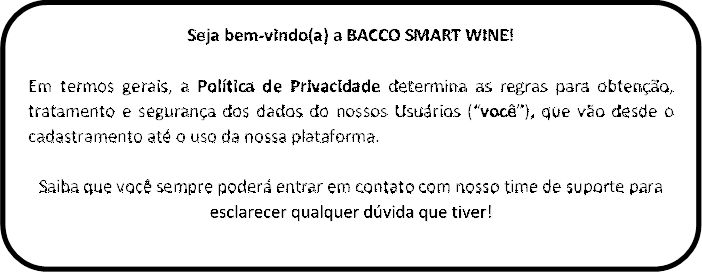 Seja bem-vindo(a) a BACCO SMART WINE!
Em termos gerais, a Política de Privacidade determina as regras para obtenção,
tratamento e segurança dos dados do nossos Usuários (“você”), que vão desde o
cadastramento até o uso da nossa plataforma.
Saiba que você sempre poderá entrar em contato com nosso time de suporte para
esclarecer qualquer dúvida que tiver!